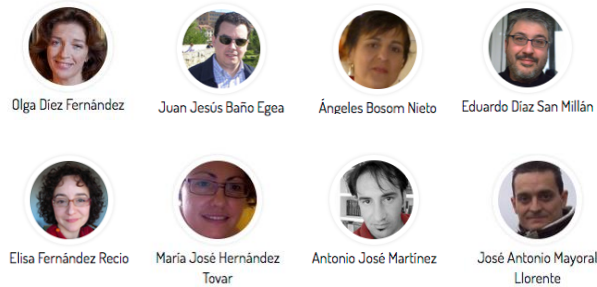 Olga Díez Fernández
Juan Jesús Baño Egea
Ángeles Bosom Nieto
Eduardo Díaz San Millán
Elisa Fernández Recio
María José Hernández
Tovar
Antonio José Martínez
José Antonio Mayoral
Llorente